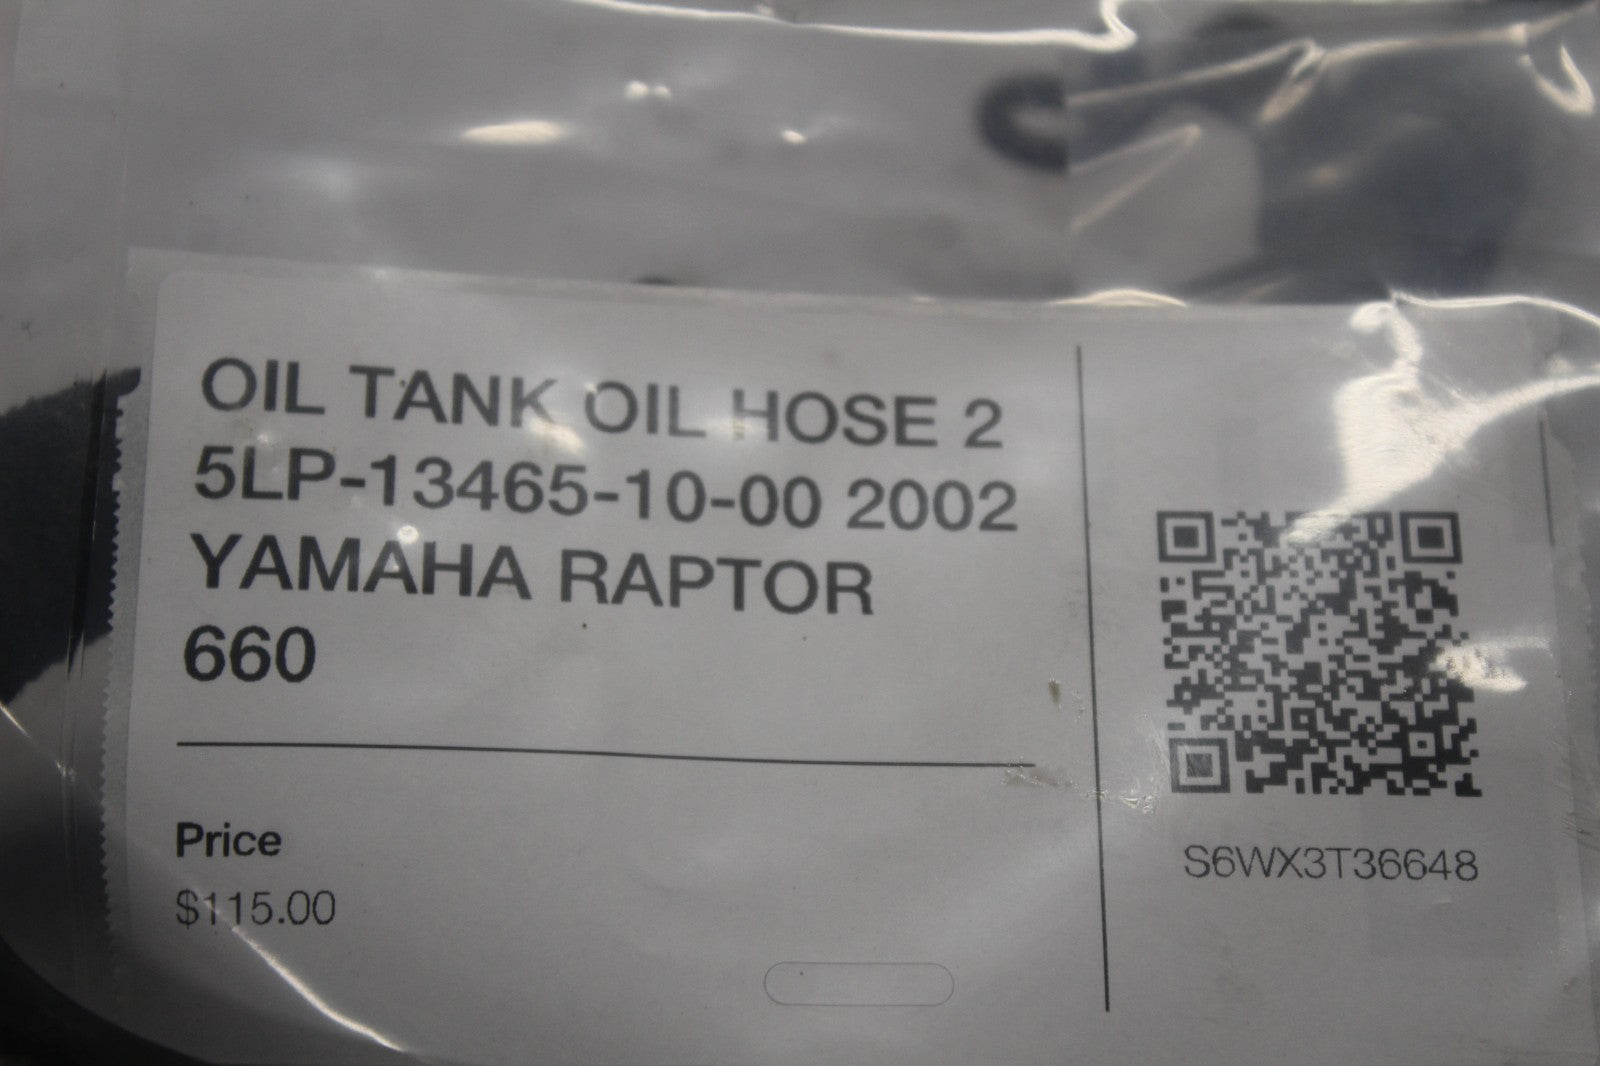 OIL TANK OIL HOSE 2
5LP-13465-10-00 2002
YAMAHA RAPTOR
660
Price
$115.00
S6WX3T36648